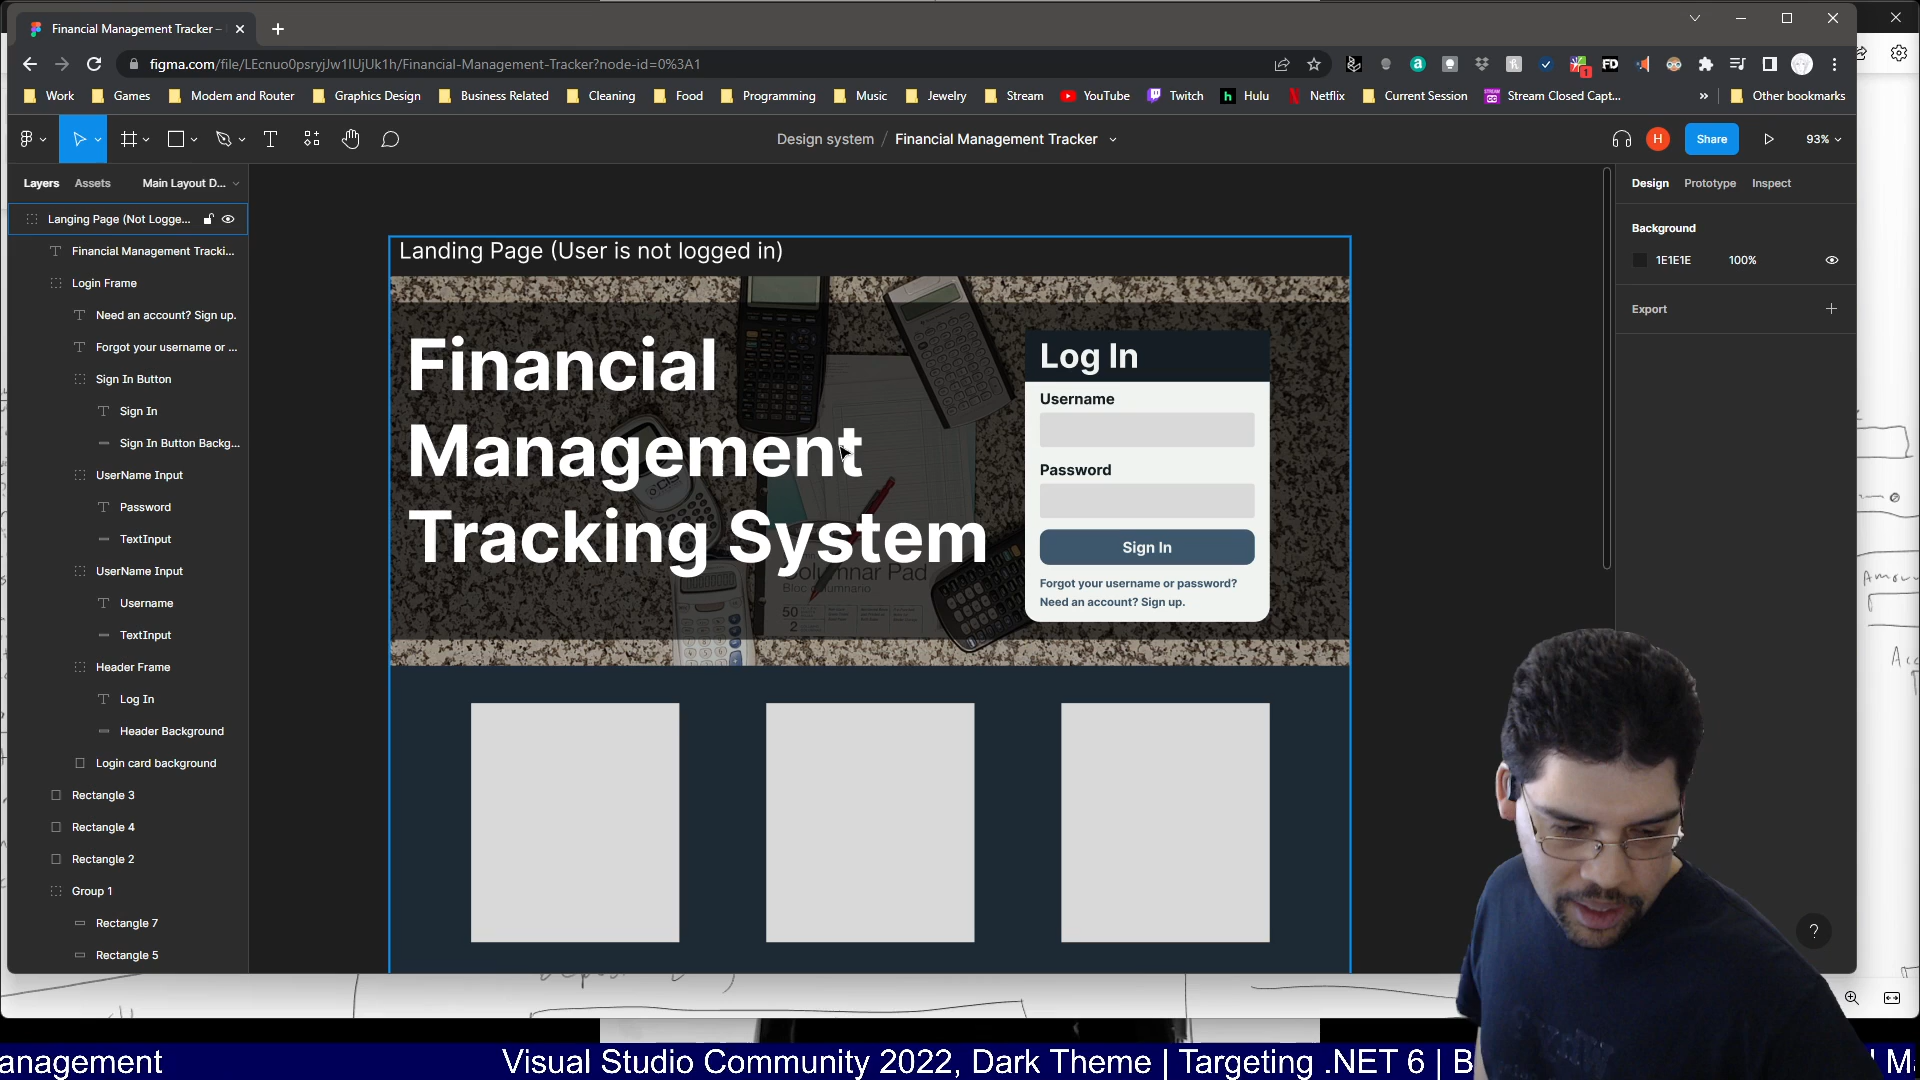 Financial Management Tracker –
figma.com/file/LEcnuo0psryjJw1IUjUk1h/Financial-Management-Tracker?node-id=0%3A1
Work
Games
Modem and Router
Graphics Design
Business Related
Cleaning
Food
Programming
Music
Jewelry
Stream
YouTube
Twitch
Hulu
Netflix
Current Session
Stream Closed Capt...
Other bookmarks
Design system / Financial Management Tracker
H
Share
93%
Layers
Assets
Main Layout D...
Design
Prototype
Inspect
Langing Page (Not Logge...
Financial Management Tracki...
Login Frame
Need an account? Sign up.
Forgot your username or ...
Sign In Button
Sign In
Sign In Button Backg...
UserName Input
Password
TextInput
UserName Input
Username
TextInput
Header Frame
Log In
Header Background
Login card background
Rectangle 3
Rectangle 4
Rectangle 2
Group 1
Rectangle 7
Rectangle 5
Background
1E1E1E
100%
Export
Landing Page (User is not logged in)
Financial
Management
Tracking System
Columnar Pad
Bloc columnario
50
2
Log In
Username
Password
Sign In
Forgot your username or password?
Need an account? Sign up.
?
anagement
Visual Studio Community 2022, Dark Theme | Targeting .NET 6 | B